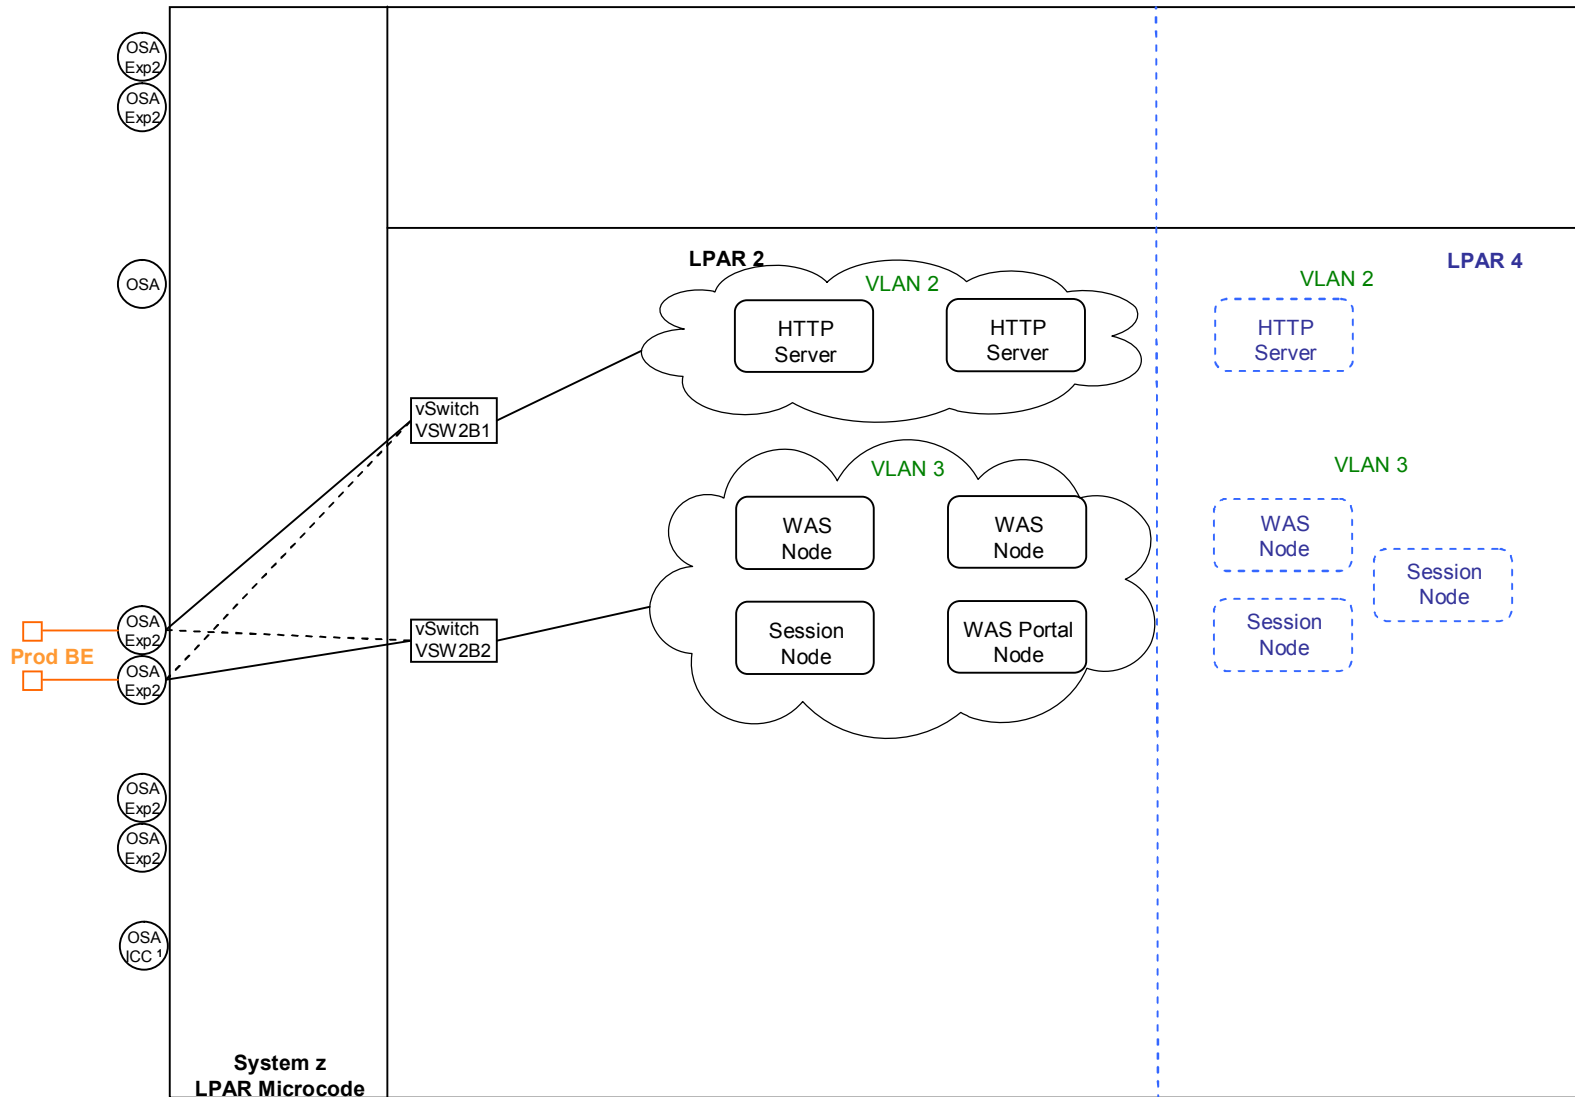 OSA
Exp2
OSA
Exp2
OSA
LPAR 2
VLAN 2
HTTP
Server
HTTP
Server
LPAR 4
VLAN 2
HTTP
Server
vSwitch
VSW2B1
VLAN 3
WAS
Node
WAS
Node
Session
Node
WAS Portal
Node
VLAN 3
WAS
Node
Session
Node
Session
Node
vSwitch
VSW2B2
OSA
Exp2
Prod BE
OSA
Exp2
OSA
Exp2
OSA
Exp2
OSA
ICC ¹
System z
LPAR Microcode